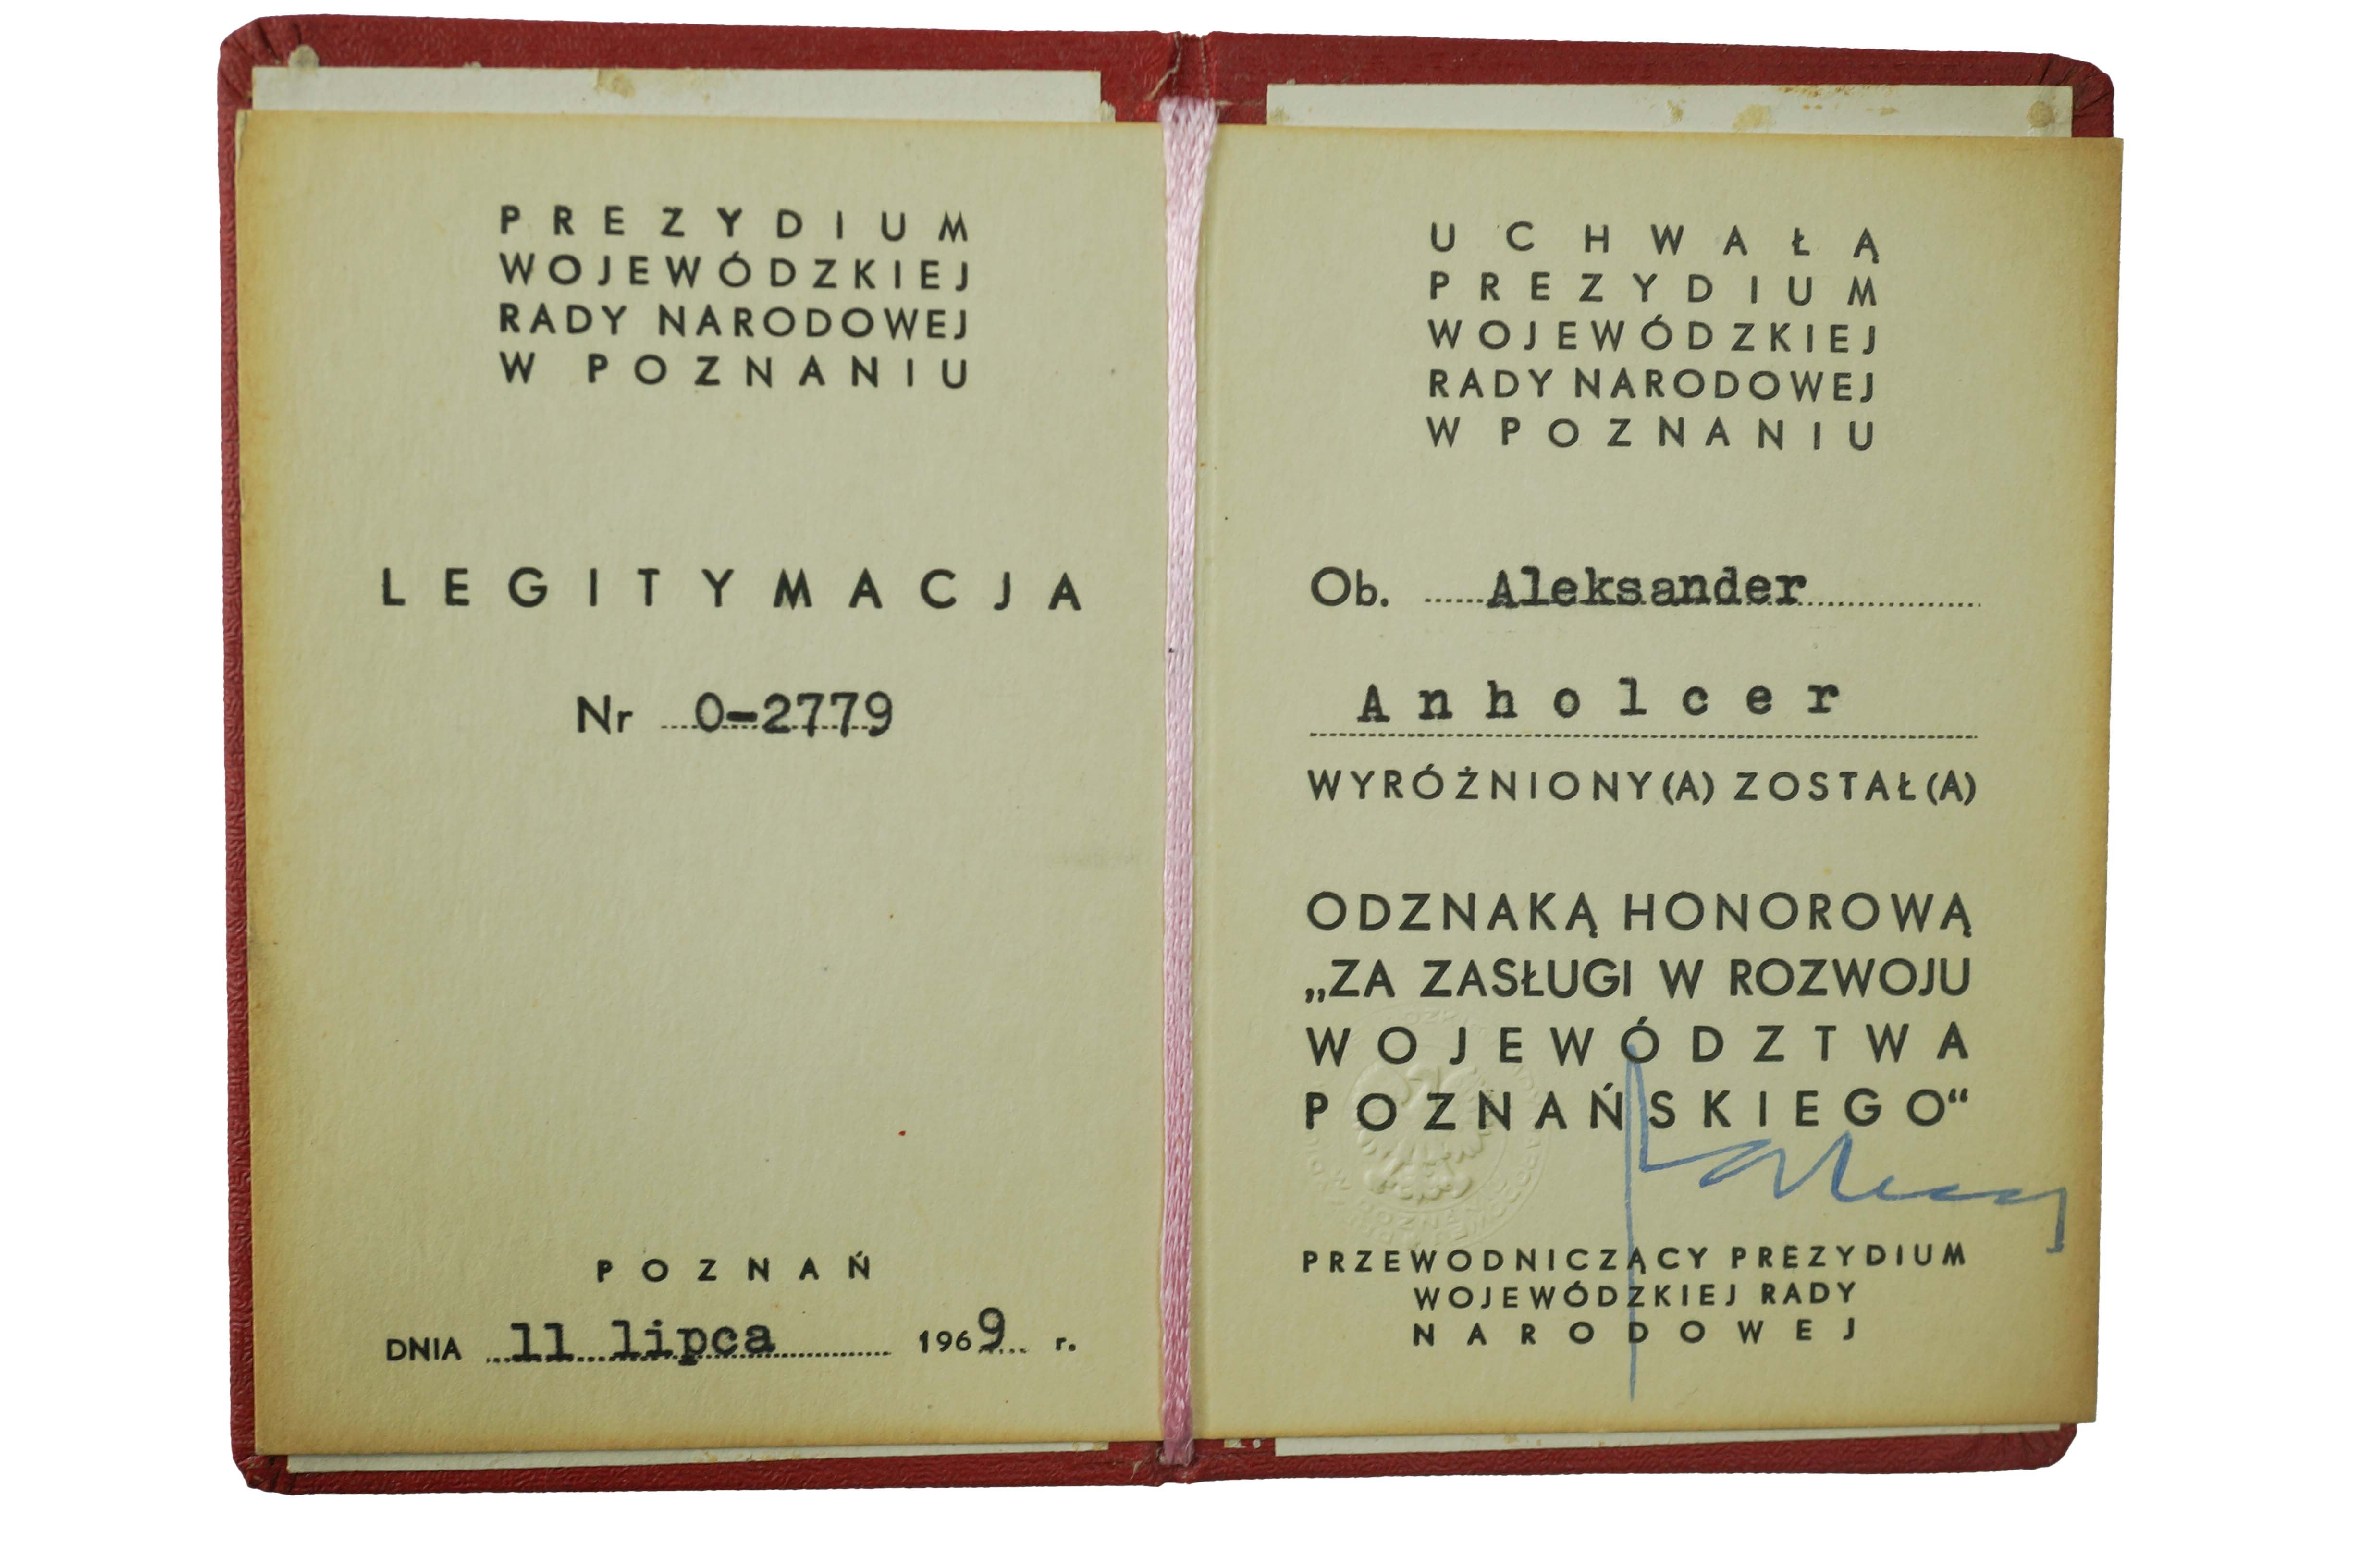 PREZYDIUM
WOJEWÓDZKIEJ
RADY NARODOWEJ
W POZNANIU
LEGITYMACJA
Nr 0-2779
POZNAŃ
DNIA 11 lipca 1969 r.
UCHWAŁĄ
PREZYDIUM
WOJEWÓDZKIEJ
RADY NARODOWEJ
W POZNANIU
Ob. Aleksander
Anholcer
WYRÓŻNIONY(A) ZOSTAŁ(A)
ODZNAKĄ HONOROWĄ
„ZA ZASŁUGI W ROZWOJU
WOJEWÓDZTWA
POZNAŃSKIEGO“
PRZEWODNICZĄCY PREZYDIUM
WOJEWÓDZKIEJ RADY
NARODOWEJ